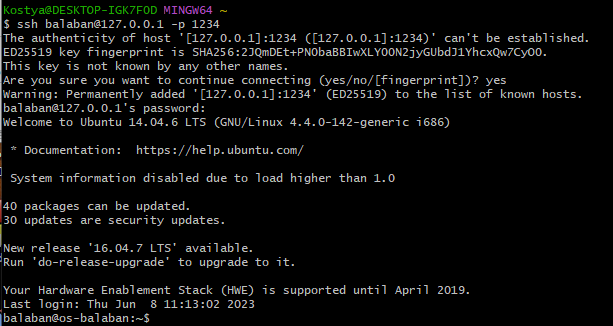 Kostya@DESKTOP-IGK7FOD MINGW64 ~
$ ssh balaban@127.0.0.1 -p 1234
The authenticity of host '[127.0.0.1]:1234 ([127.0.0.1]:1234)' can't be established.
ED25519 key fingerprint is SHA256:2JQmDEt+PNObaBBIwXLYOON2jyGUbdJ1YhcxQw7CyOO.
This key is not known by any other names.
Are you sure you want to continue connecting (yes/no/[fingerprint])? yes
Warning: Permanently added '[127.0.0.1]:1234' (ED25519) to the list of known hosts.
balaban@127.0.0.1's password:
Welcome to Ubuntu 14.04.6 LTS (GNU/Linux 4.4.0-142-generic i686)
* Documentation:  https://help.ubuntu.com/
System information disabled due to load higher than 1.0
40 packages can be updated.
30 updates are security updates.
New release '16.04.7 LTS' available.
Run 'do-release-upgrade' to upgrade to it.
Your Hardware Enablement Stack (HWE) is supported until April 2019.
Last login: Thu Jun  8 11:13:02 2023
balaban@os-balaban:~$